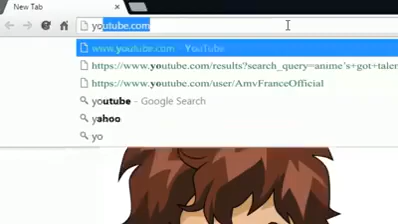 New Tab
youtube.com
www.youtube.com - YouTube
https://www.youtube.com/results?search_query=anime's+got+talen
https://www.youtube.com/user/AmvFranceOfficial
youtube - Google Search
yahoo
yo